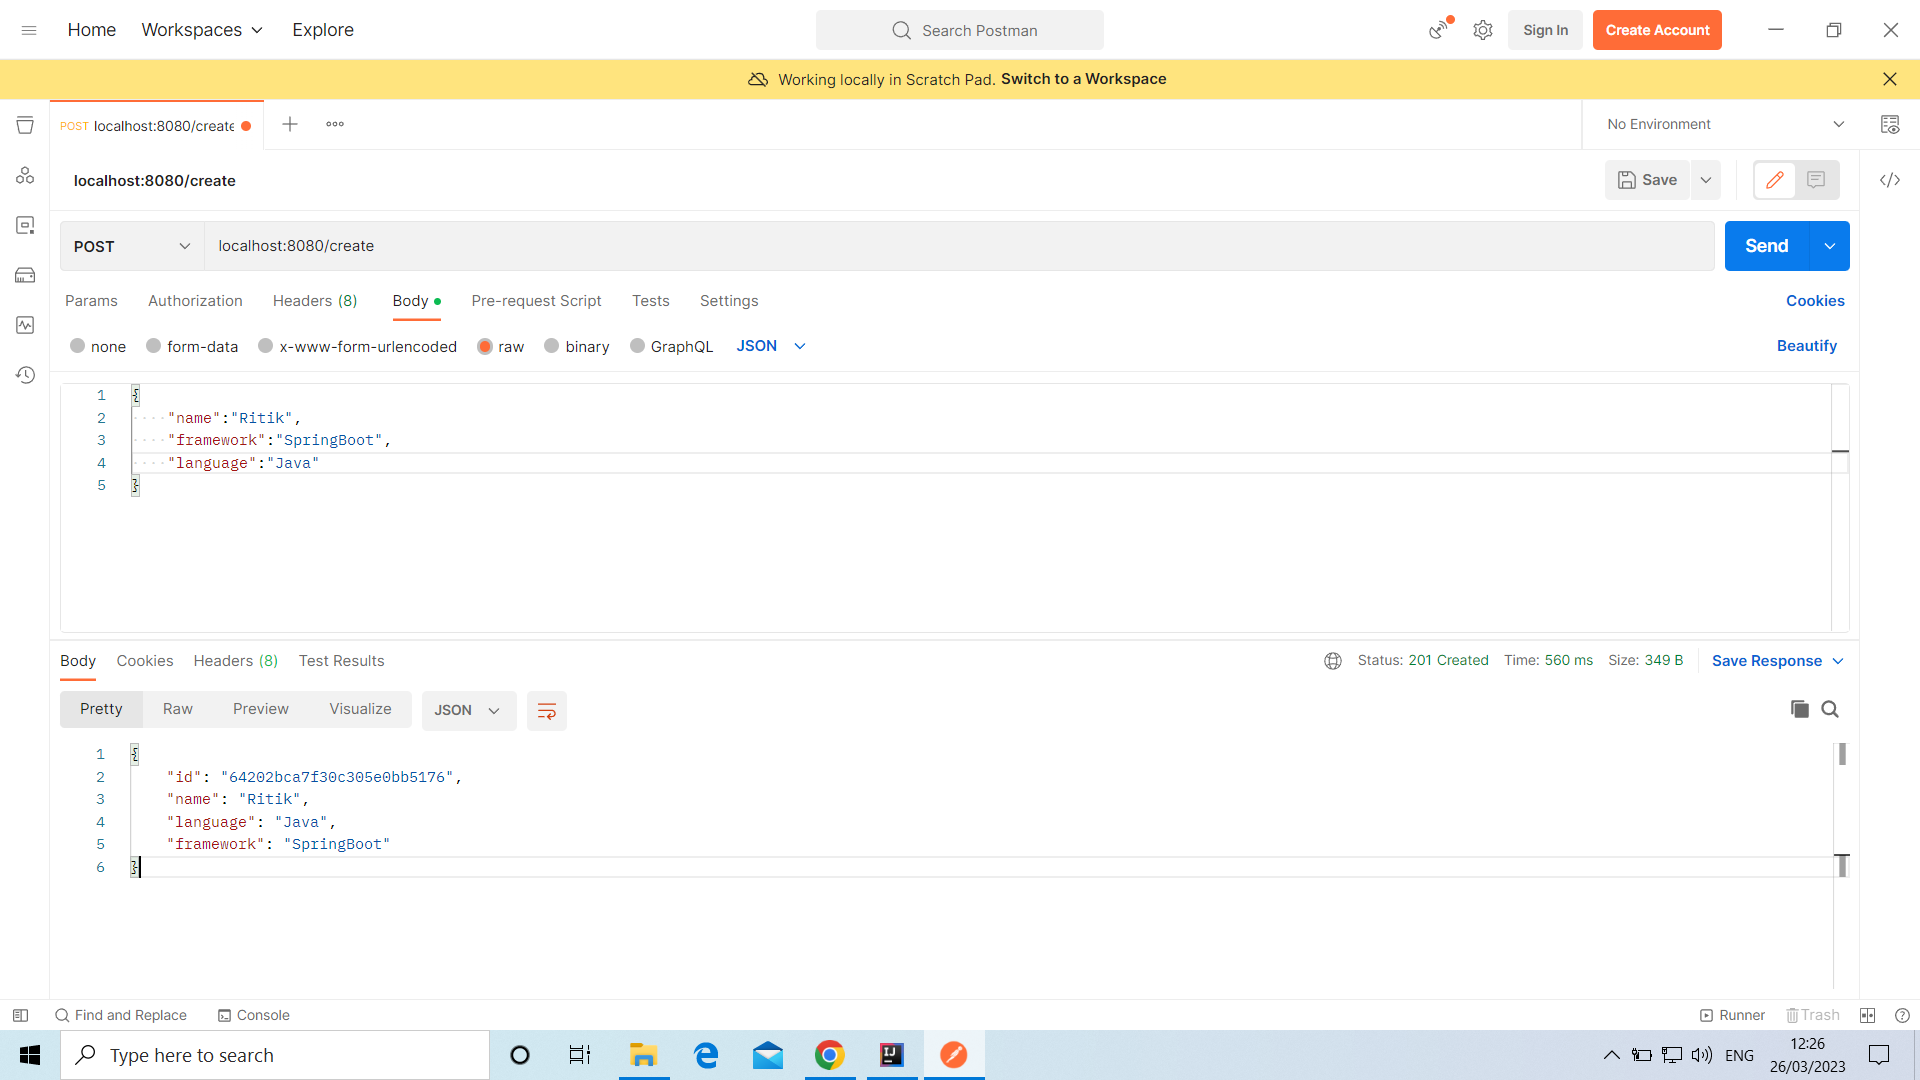 Home Workspaces Explore Search Postman Sign In Create Account
Working locally in Scratch Pad. Switch to a Workspace
POST localhost:8080/create No Environment
localhost:8080/create Save
POST localhost:8080/create Send
Params Authorization Headers (8) Body Pre-request Script Tests Settings Cookies
none form-data x-www-form-urlencoded raw binary GraphQL JSON Beautify
1 {
2 "name":"Ritik",
3 "framework":"SpringBoot",
4 "language":"Java"
5 }
Body Cookies Headers (8) Test Results Status: 201 Created Time: 560 ms Size: 349 B Save Response
Pretty Raw Preview Visualize JSON
1 {
2 "id": "64202bca7f30c305e0bb5176",
3 "name": "Ritik",
4 "language": "Java",
5 "framework": "SpringBoot"
6 }
Find and Replace Console Runner Trash
Type here to search IJ ENG 12:26
26/03/2023